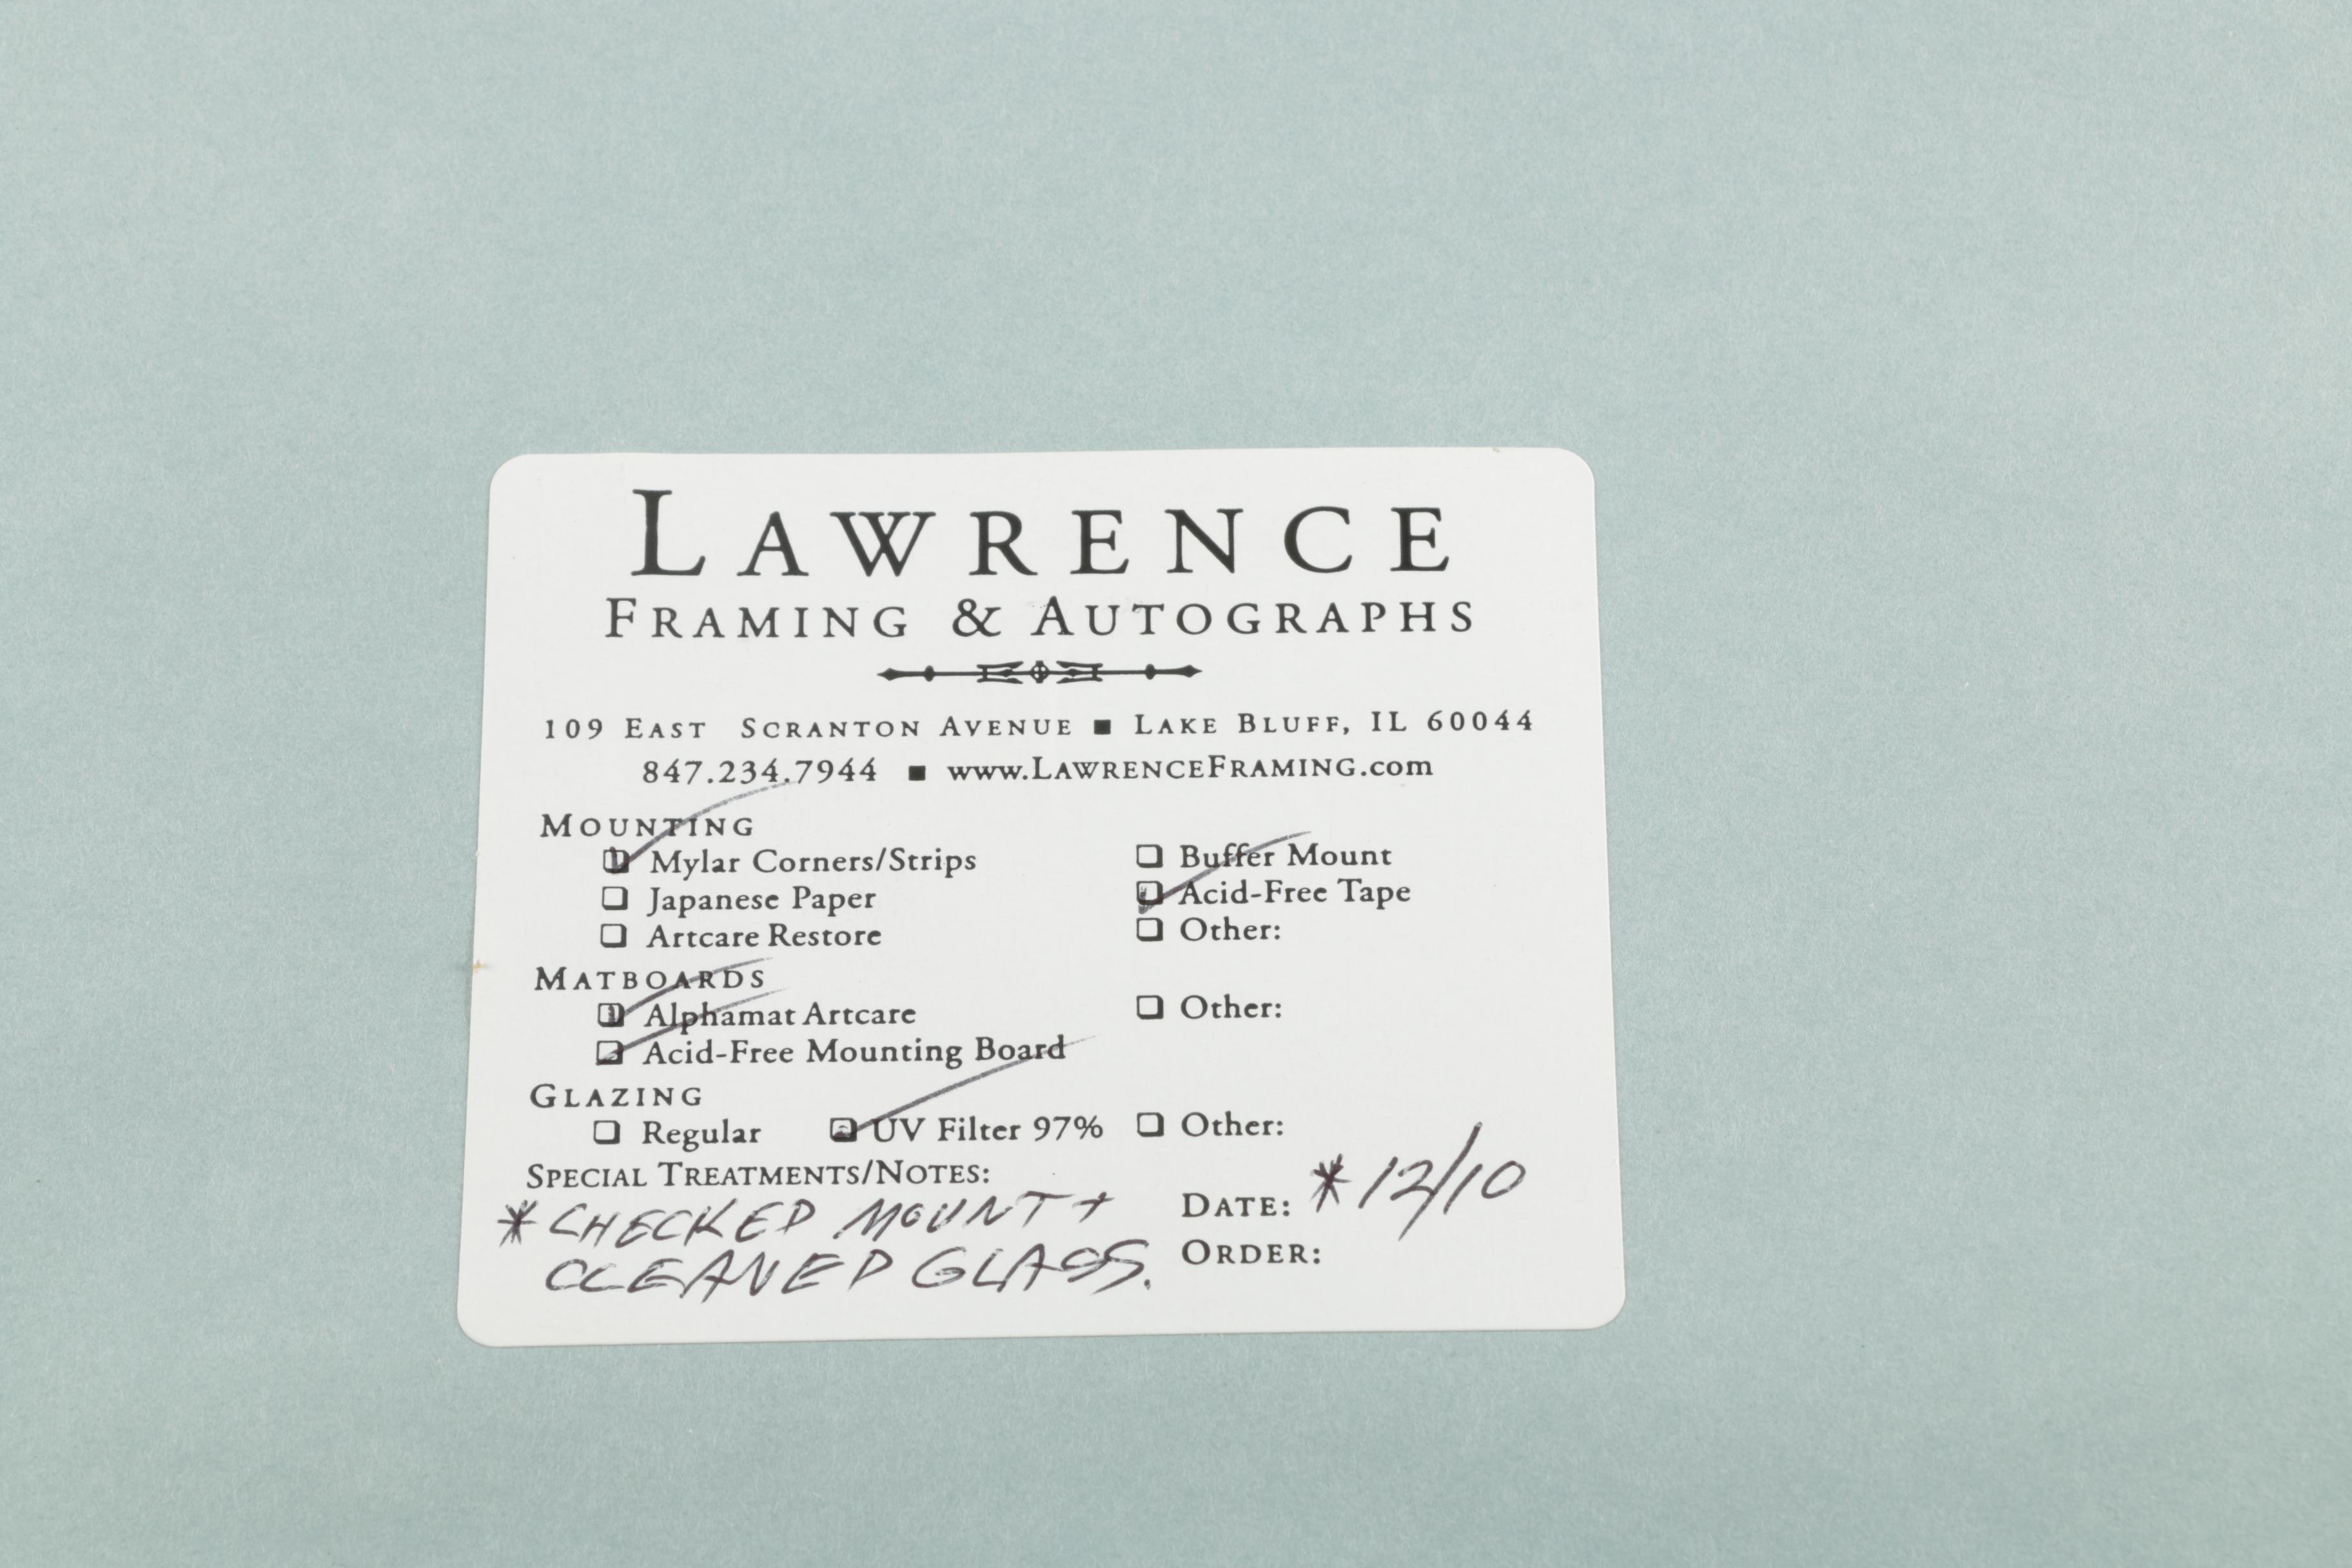 LAWRENCE
FRAMING & AUTOGRAPHS
109 EAST SCRANTON AVENUE ■ LAKE BLUFF, IL 60044
847.234.7944 ■ www.LAWRENCEFRAMING.com
MOUNTING
☑ Mylar Corners/Strips ☐ Buffer Mount
☐ Japanese Paper ☑ Acid-Free Tape
☐ Artcare Restore ☐ Other:
MATBOARDS
☑ Alphamat Artcare ☐ Other:
☑ Acid-Free Mounting Board
GLAZING
☐ Regular ☑ UV Filter 97% ☐ Other:
SPECIAL TREATMENTS/NOTES:
* CHECKED MOUNT + DATE: * 12/10
CLEANED GLASS. ORDER: